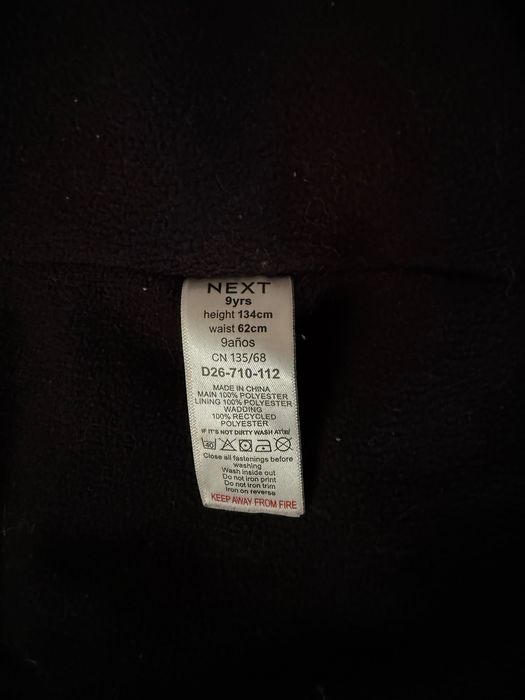 NEXT
9yrs
height 134cm
waist 62cm
9años
CN 135/68
D26-710-112
MADE IN CHINA
MAIN 100% POLYESTER
LINING 100% POLYESTER
WADDING
100% RECYCLED
POLYESTER
IF IT'S NOT DIRTY WASH AT
40
Close all fastenings before
washing
Wash inside out
Do not iron print
Do not iron trim
Iron on reverse
KEEP AWAY FROM FIRE